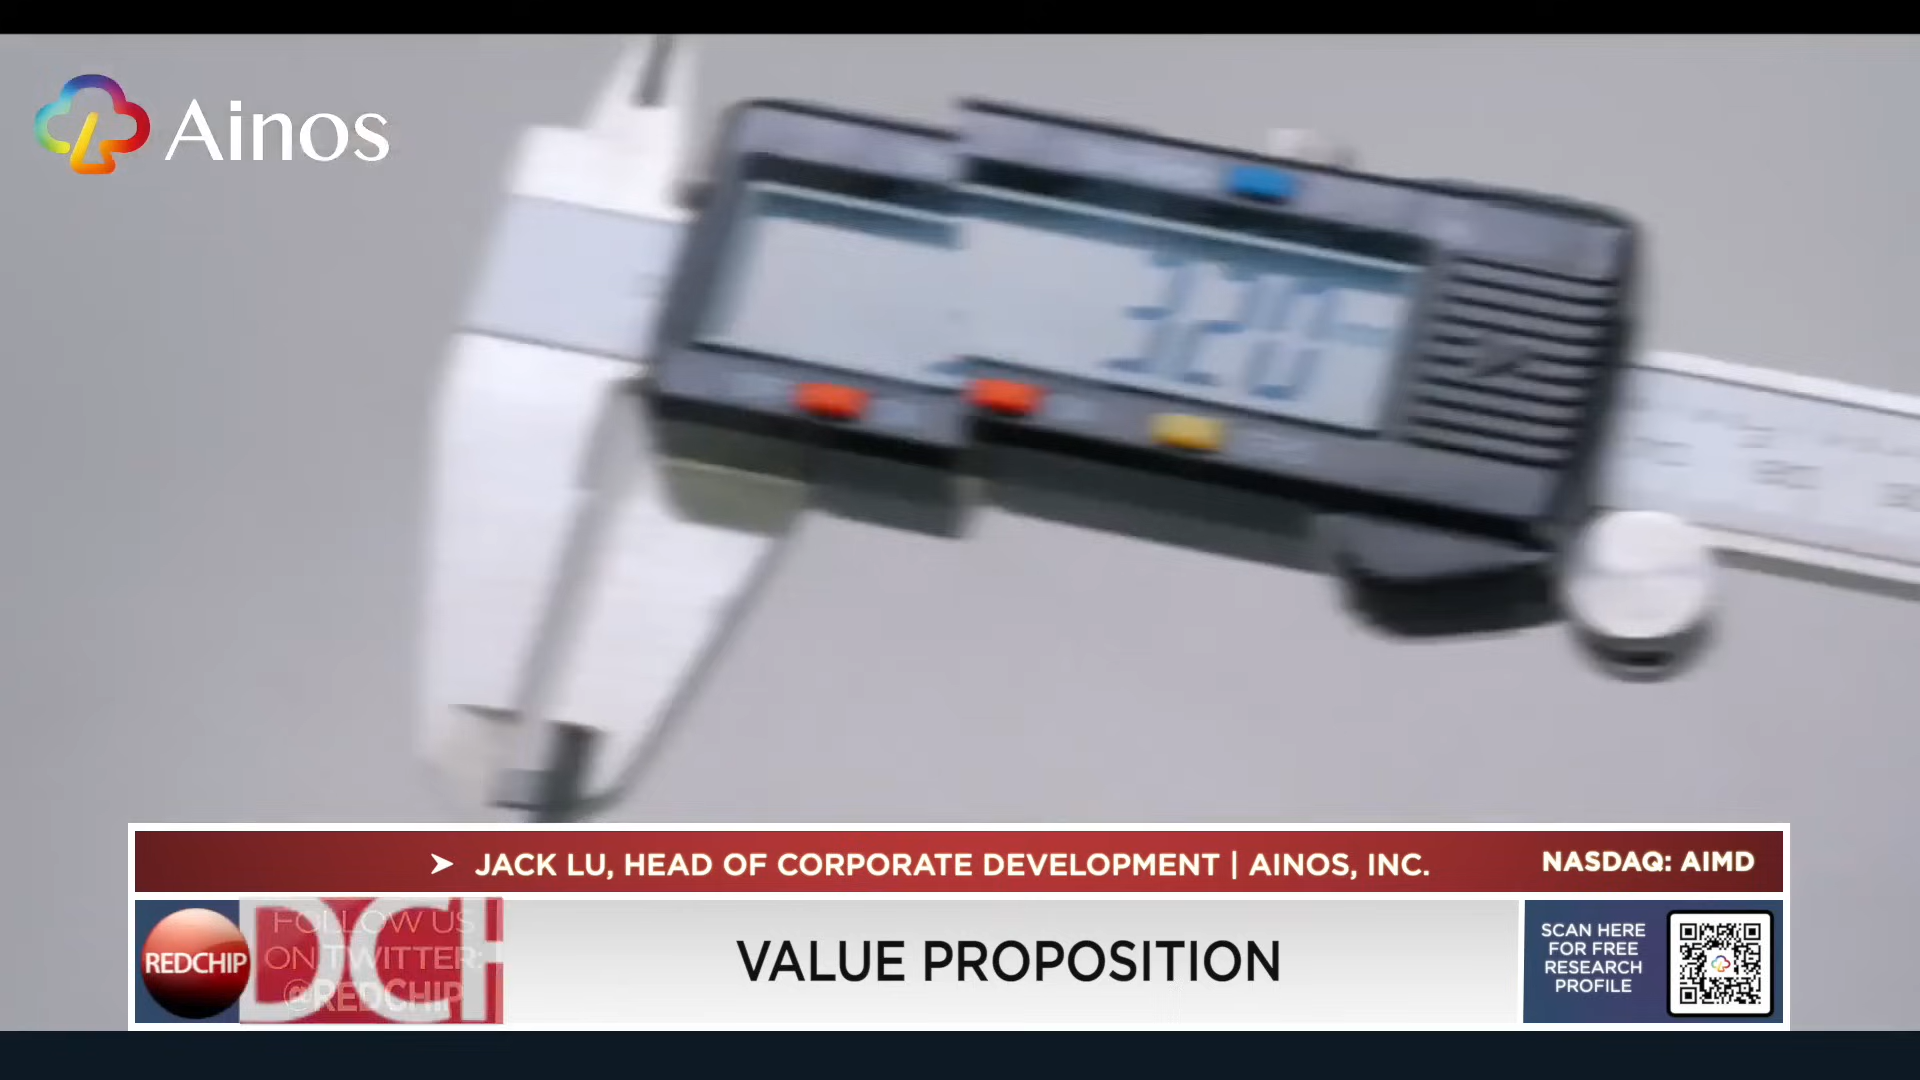 Ainos
➤ JACK LU, HEAD OF CORPORATE DEVELOPMENT | AINOS, INC.
NASDAQ: AIMD
REDCHIP
FOLLOW US
ON TWITTER:
@REDCHIP
VALUE PROPOSITION
SCAN HERE
FOR FREE
RESEARCH
PROFILE